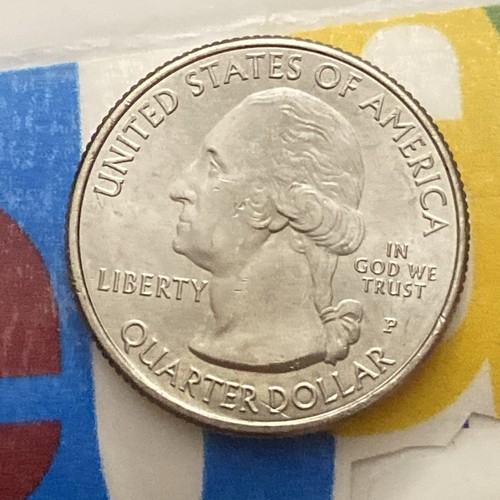 UNITED STATES OF AMERICA
LIBERTY
IN
GOD WE
TRUST
P
QUARTER DOLLAR